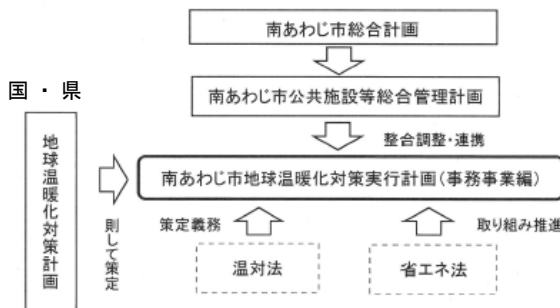 南あわじ市総合計画
国・県
南あわじ市公共施設等総合管理計画
整合調整・連携
地球温暖化対策計画
南あわじ市地球温暖化対策実行計画(事務事業編)
則して策定
策定義務
取り組み推進
温対法
省エネ法